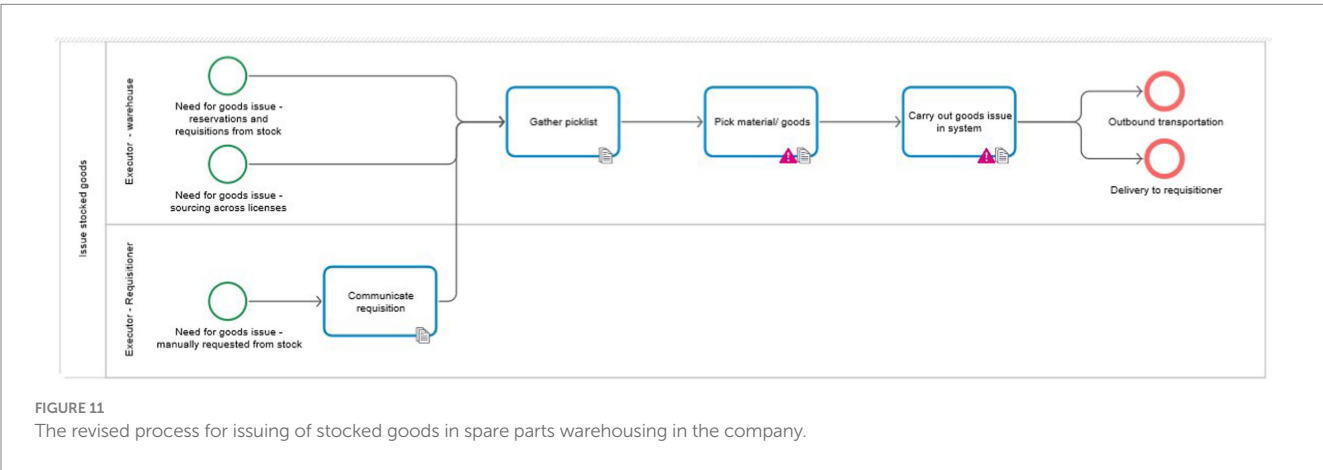 Issue stocked goods
Executor - warehouse
Need for goods issue -
reservations and
requisitions from stock
Need for goods issue -
sourcing across licenses
Gather picklist
Pick material/ goods
Carry out goods issue
in system
Outbound transportation
Delivery to requisitioner
Executor - Requisitioner
Need for goods issue -
manually requested from stock
Communicate
requisition
FIGURE 11
The revised process for issuing of stocked goods in spare parts warehousing in the company.